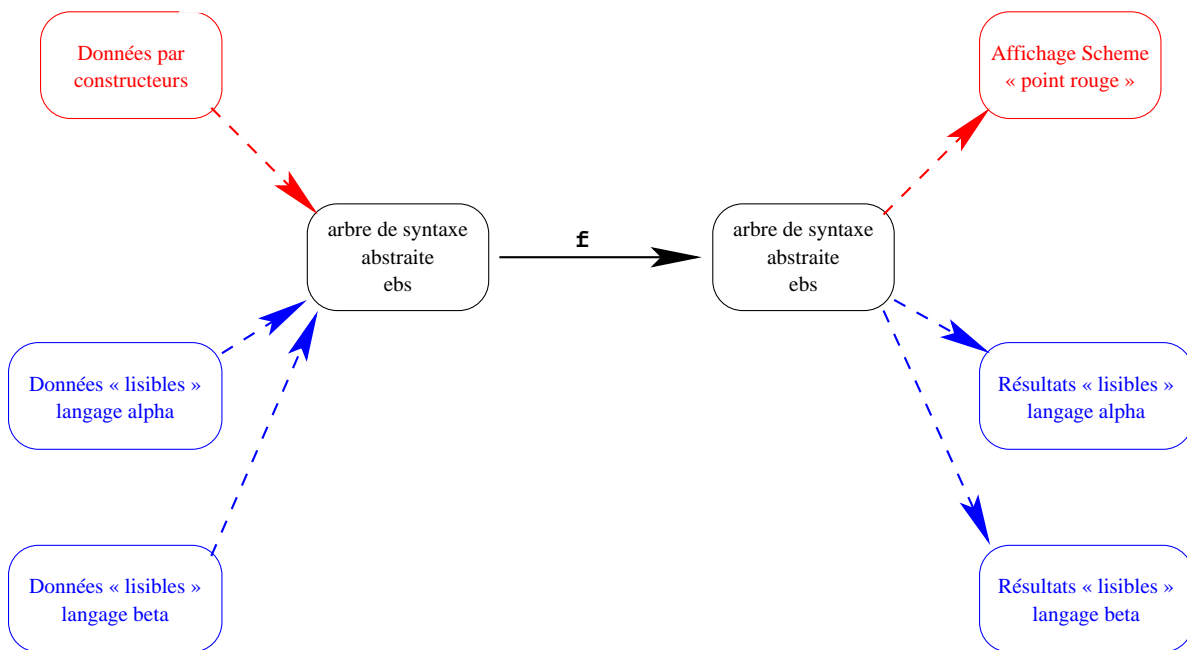 Données par
constructeurs
Affichage Scheme
« point rouge »
arbre de syntaxe
abstraite
ebs
f
arbre de syntaxe
abstraite
ebs
Données « lisibles »
langage alpha
Résultats « lisibles »
langage alpha
Données « lisibles »
langage beta
Résultats « lisibles »
langage beta